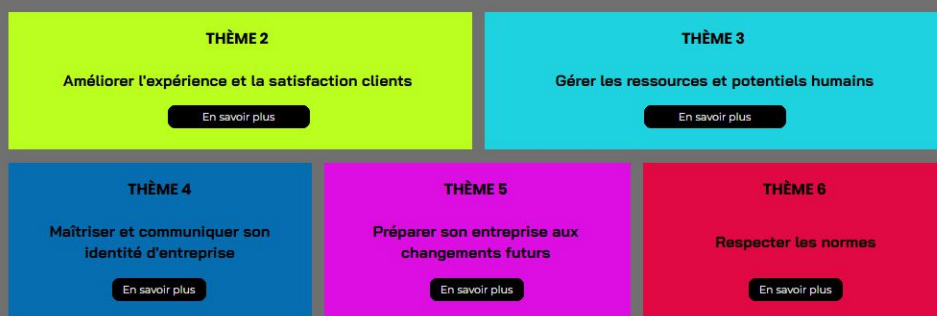 THÈME 2
Améliorer l'expérience et la satisfaction clients
En savoir plus
THÈME 3
Gérer les ressources et potentiels humains
En savoir plus
THÈME 4
Maîtriser et communiquer son
identité d'entreprise
En savoir plus
THÈME 5
Préparer son entreprise aux
changements futurs
En savoir plus
THÈME 6
Respecter les normes
En savoir plus